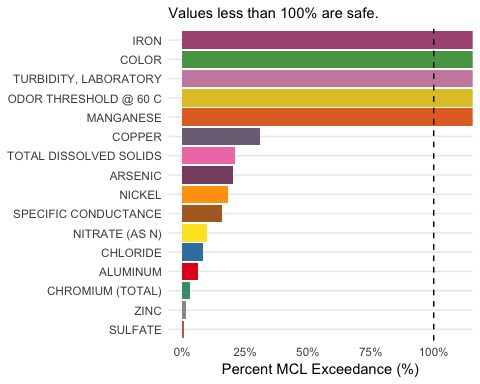 Values less than 100% are safe.
IRON
COLOR
TURBIDITY, LABORATORY
ODOR THRESHOLD @ 60 C
MANGANESE
COPPER
TOTAL DISSOLVED SOLIDS
ARSENIC
NICKEL
SPECIFIC CONDUCTANCE
NITRATE (AS N)
CHLORIDE
ALUMINUM
CHROMIUM (TOTAL)
ZINC
SULFATE
0% 25% 50% 75% 100%
Percent MCL Exceedance (%)